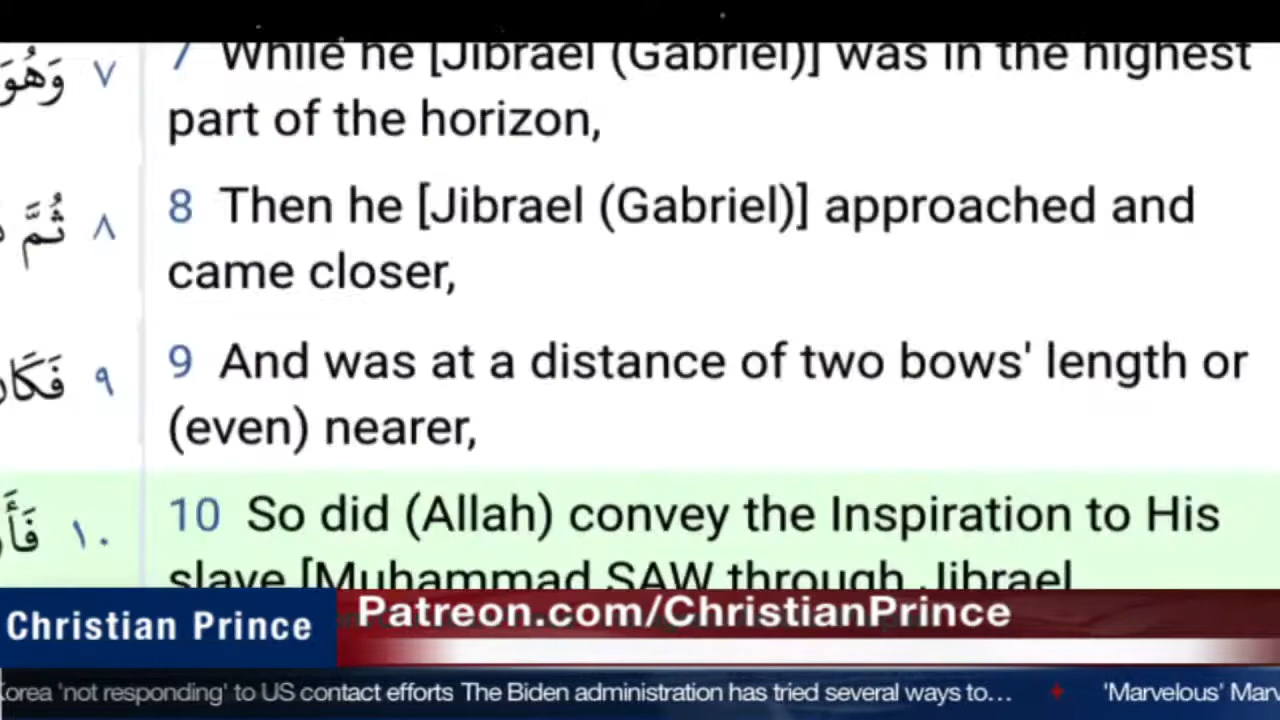 وَهُوَ ٧ 7 While he [Jibrael (Gabriel)] was in the highest
part of the horizon,
ثُمَّ ٨ 8 Then he [Jibrael (Gabriel)] approached and
came closer,
٩ 9 And was at a distance of two bows' length or
(even) nearer,
١٠ 10 So did (Allah) convey the Inspiration to His
slave [Muhammad SAW through Jibrael
Christian Prince
Patreon.com/ChristianPrince
Korea 'not responding' to US contact efforts The Biden administration has tried several ways to... 'Marvelous'